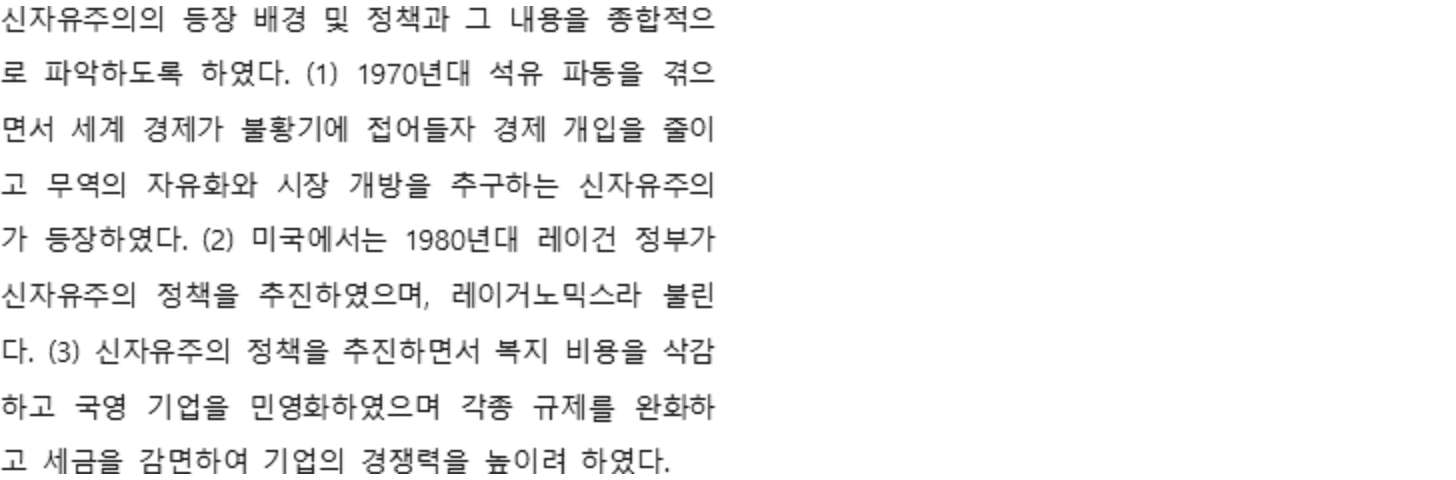 신자유주의의 등장 배경 및 정책과 그 내용을 종합적으
로 파악하도록 하였다. (1) 1970년대 석유 파동을 겪으
면서 세계 경제가 불황기에 접어들자 경제 개입을 줄이
고 무역의 자유화와 시장 개방을 추구하는 신자유주의
가 등장하였다. (2) 미국에서는 1980년대 레이건 정부가
신자유주의 정책을 추진하였으며, 레이거노믹스라 불린
다. (3) 신자유주의 정책을 추진하면서 복지 비용을 삭감
하고 국영 기업을 민영화하였으며 각종 규제를 완화하
고 세금을 감면하여 기업의 경쟁력을 높이려 하였다.